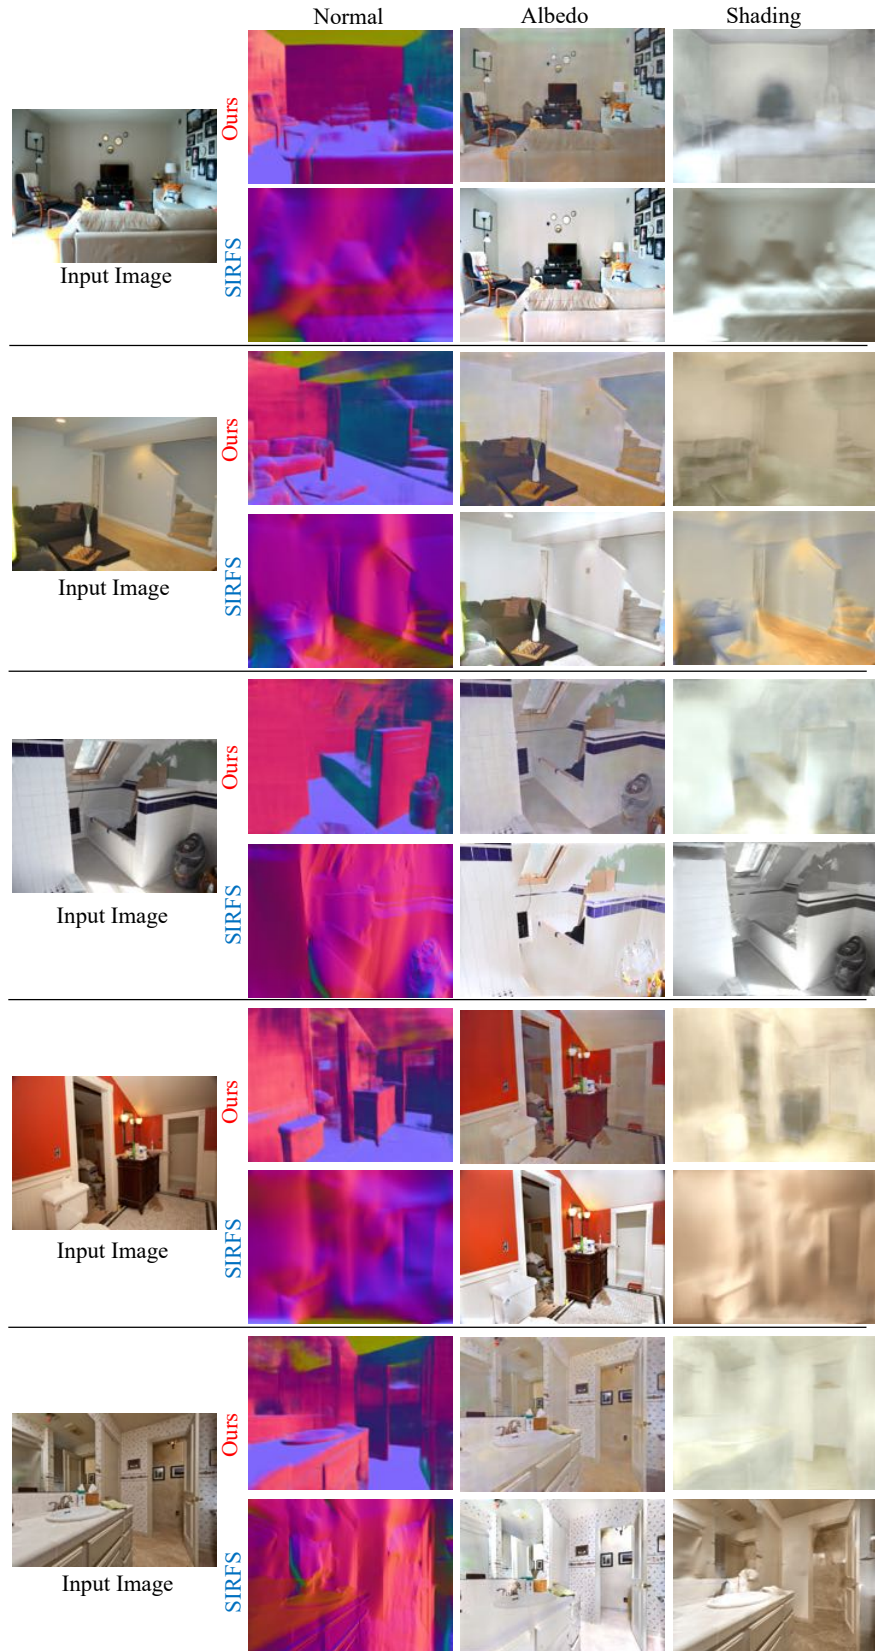 Normal Albedo Shading
Ours
SIRFS
Input Image
Ours
SIRFS
Input Image
Ours
SIRFS
Input Image
Ours
SIRFS
Input Image
Ours
SIRFS
Input Image